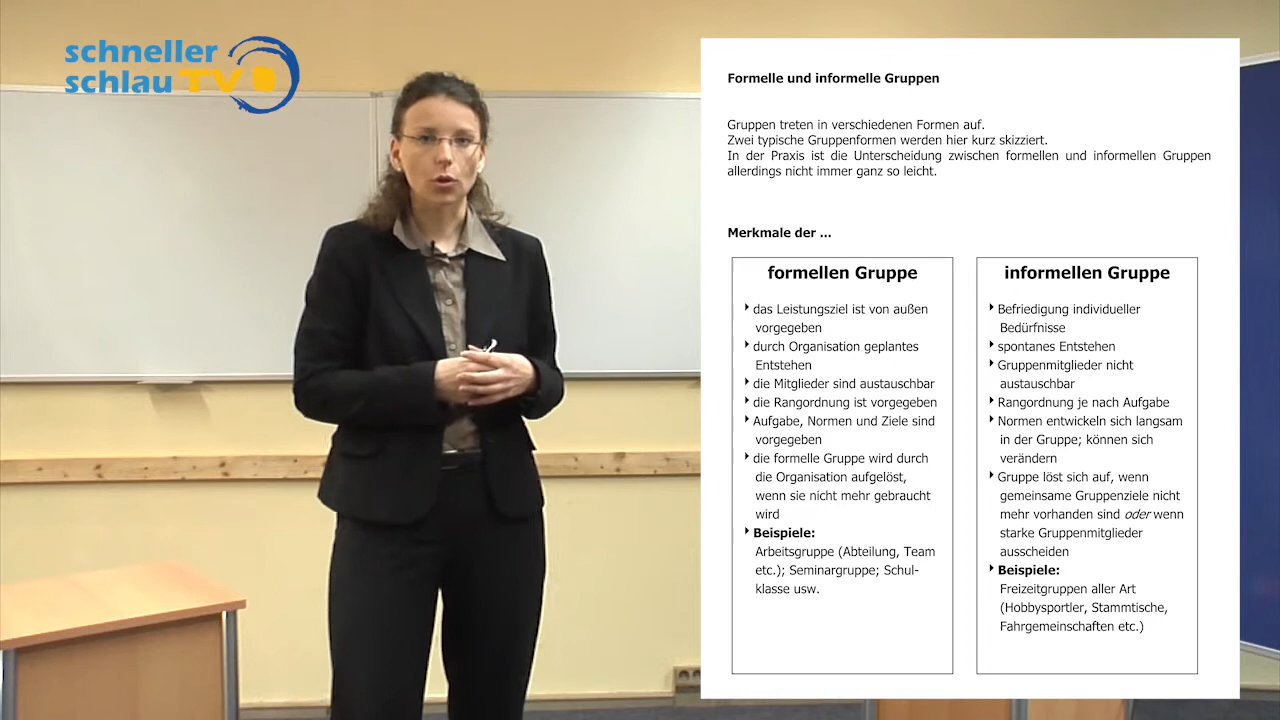 schneller
schlau TV
Formelle und informelle Gruppen
Gruppen treten in verschiedenen Formen auf.
Zwei typische Gruppenformen werden hier kurz skizziert.
In der Praxis ist die Unterscheidung zwischen formellen und informellen Gruppen
allerdings nicht immer ganz so leicht.
Merkmale der ...
formellen Gruppe
das Leistungsziel ist von außen
vorgegeben
durch Organisation geplantes
Entstehen
die Mitglieder sind austauschbar
die Rangordnung ist vorgegeben
Aufgabe, Normen und Ziele sind
vorgegeben
die formelle Gruppe wird durch
die Organisation aufgelöst,
wenn sie nicht mehr gebraucht
wird
Beispiele:
Arbeitsgruppe (Abteilung, Team
etc.); Seminargruppe; Schul-
klasse usw.
informellen Gruppe
Befriedigung individueller
Bedürfnisse
spontanes Entstehen
Gruppenmitglieder nicht
austauschbar
Rangordnung je nach Aufgabe
Normen entwickeln sich langsam
in der Gruppe; können sich
verändern
Gruppe löst sich auf, wenn
gemeinsame Gruppenziele nicht
mehr vorhanden sind oder wenn
starke Gruppenmitglieder
ausscheiden
Beispiele:
Freizeitgruppen aller Art
(Hobbysportler, Stammtische,
Fahrgemeinschaften etc.)